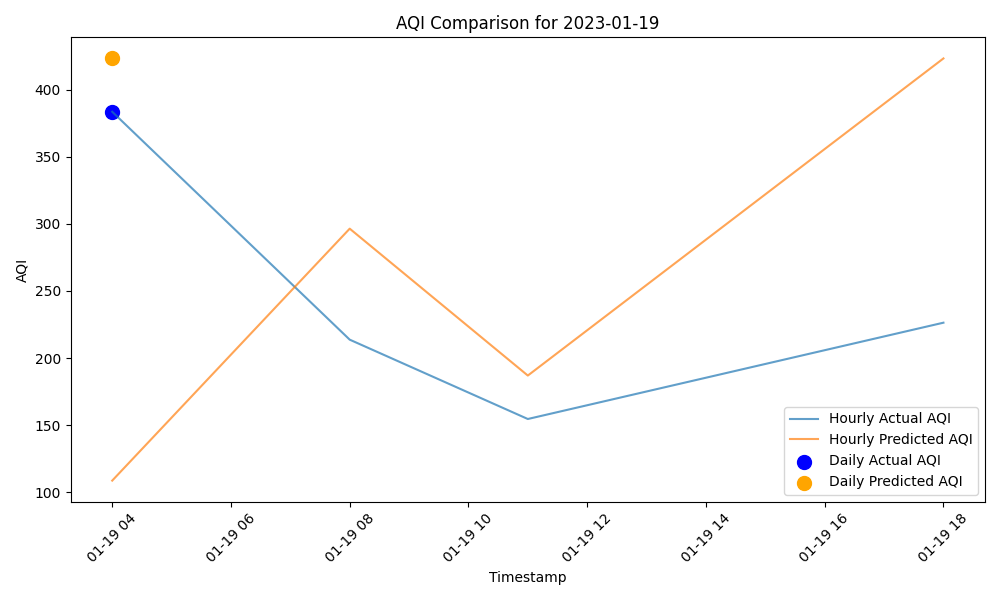 AQI Comparison for 2023-01-19
AQI
400
350
300
250
200
150
100
Hourly Actual AQI
Hourly Predicted AQI
Daily Actual AQI
Daily Predicted AQI
01-19 04
01-19 06
01-19 08
01-19 10
01-19 12
01-19 14
01-19 16
01-19 18
Timestamp